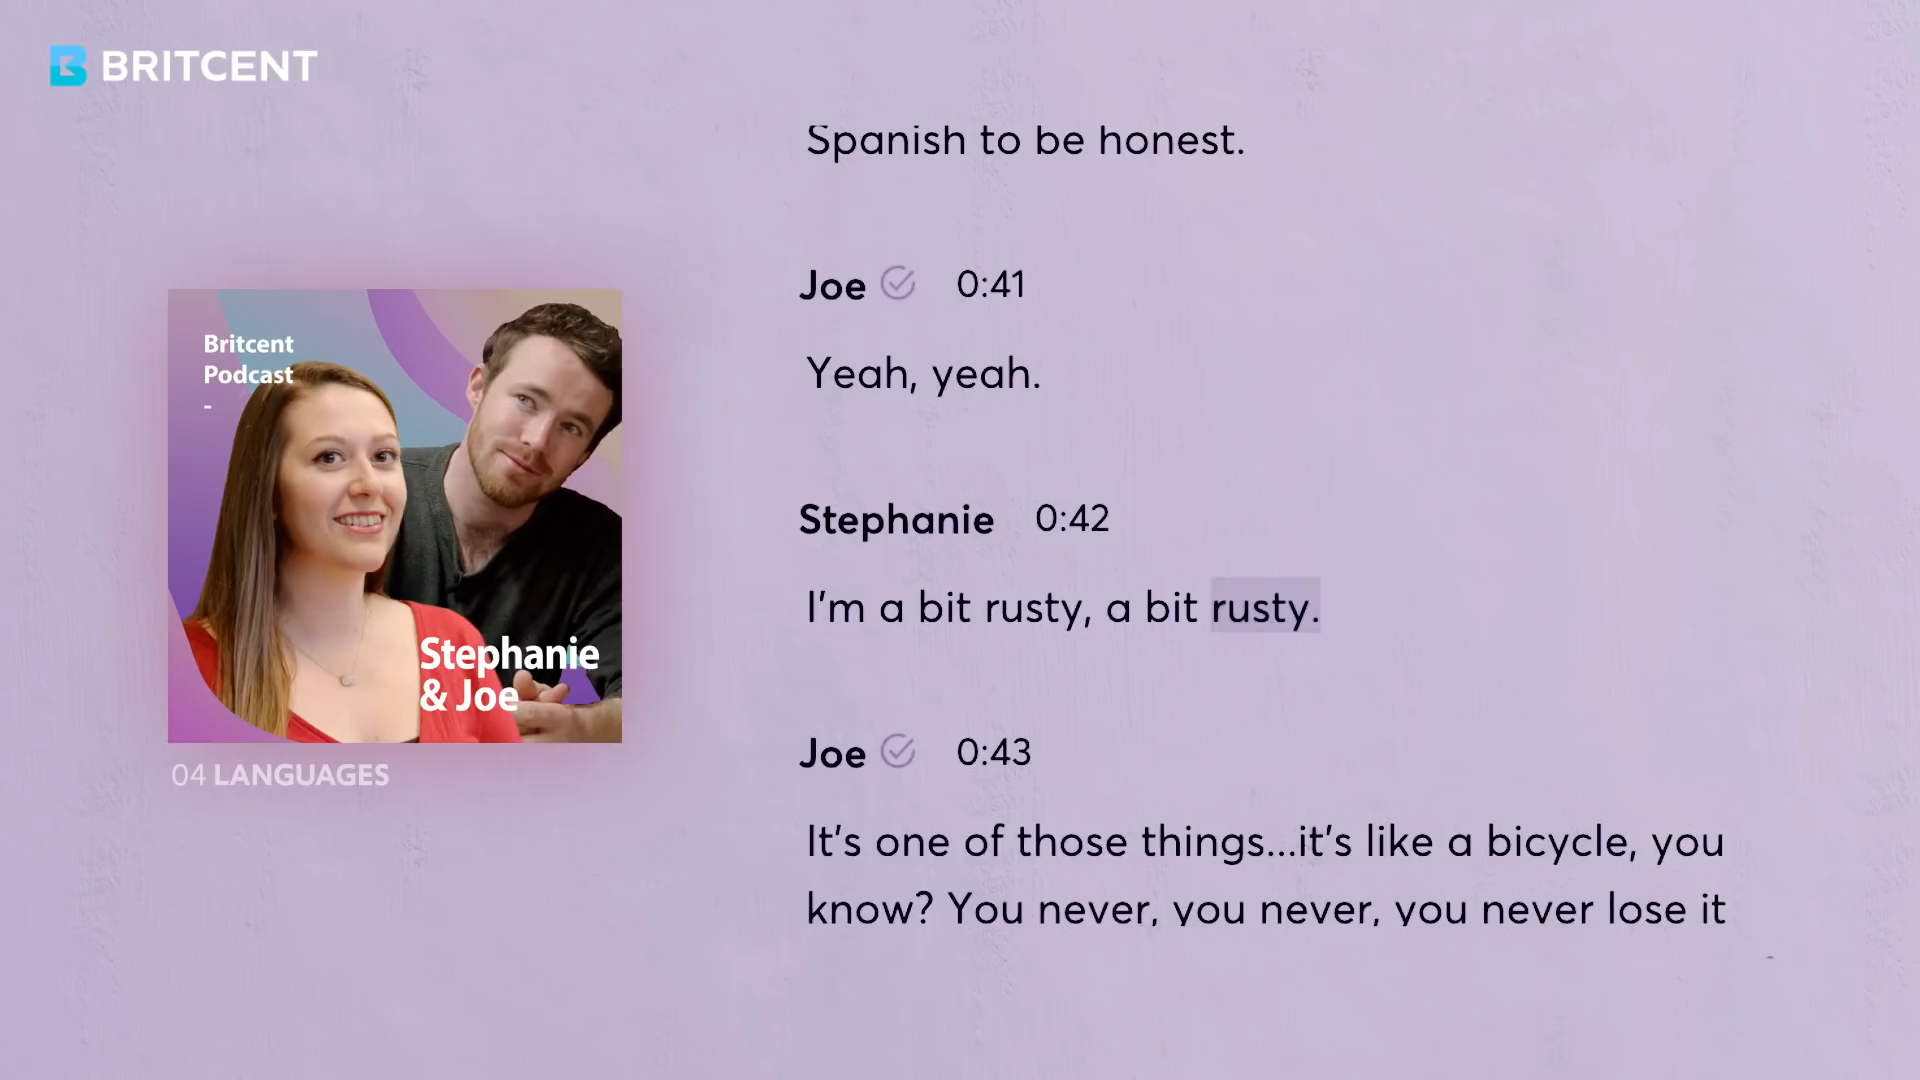 BRITCENT
Spanish to be honest.
Joe 0:41
Yeah, yeah.
Stephanie 0:42
I'm a bit rusty, a bit rusty.
Joe 0:43
It's one of those things...it's like a bicycle, you
know? You never, you never, you never lose it
Britcent
Podcast
-
Stephanie
& Joe
04 LANGUAGES